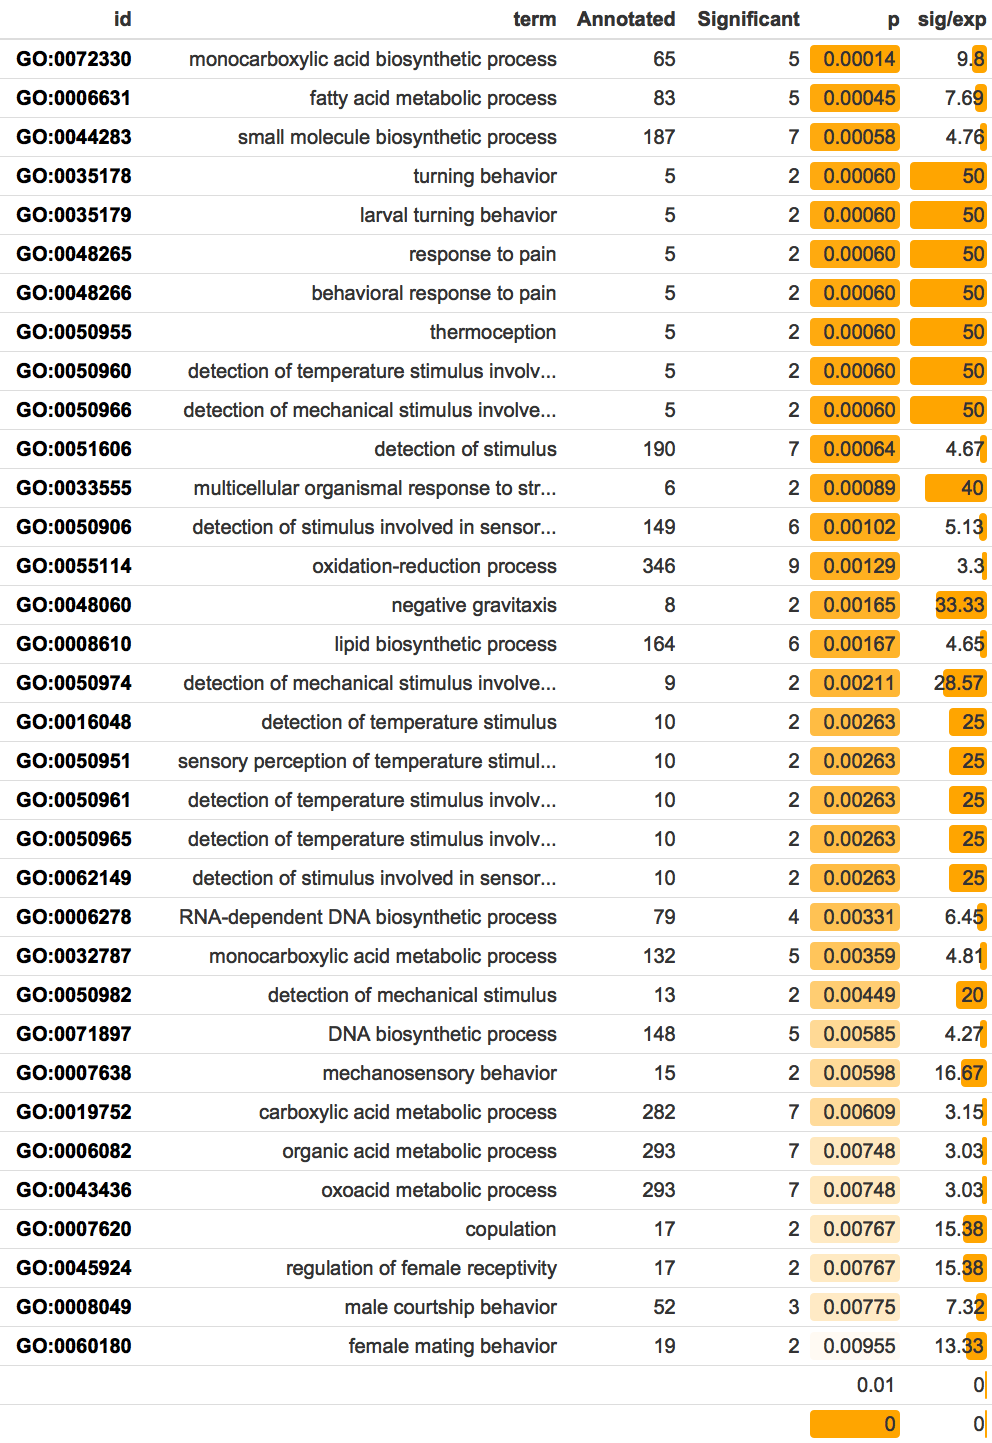 id term Annotated Significant p sig/exp
GO:0072330 monocarboxylic acid biosynthetic process 65 5 0.00014 9.8
GO:0006631 fatty acid metabolic process 83 5 0.00045 7.69
GO:0044283 small molecule biosynthetic process 187 7 0.00058 4.76
GO:0035178 turning behavior 5 2 0.00060 50
GO:0035179 larval turning behavior 5 2 0.00060 50
GO:0048265 response to pain 5 2 0.00060 50
GO:0048266 behavioral response to pain 5 2 0.00060 50
GO:0050955 thermoception 5 2 0.00060 50
GO:0050960 detection of temperature stimulus involv... 5 2 0.00060 50
GO:0050966 detection of mechanical stimulus involve... 5 2 0.00060 50
GO:0051606 detection of stimulus 190 7 0.00064 4.67
GO:0033555 multicellular organismal response to str... 6 2 0.00089 40
GO:0050906 detection of stimulus involved in sensor... 149 6 0.00102 5.13
GO:0055114 oxidation-reduction process 346 9 0.00129 3.3
GO:0048060 negative gravitaxis 8 2 0.00165 33.33
GO:0008610 lipid biosynthetic process 164 6 0.00167 4.65
GO:0050974 detection of mechanical stimulus involve... 9 2 0.00211 28.57
GO:0016048 detection of temperature stimulus 10 2 0.00263 25
GO:0050951 sensory perception of temperature stimul... 10 2 0.00263 25
GO:0050961 detection of temperature stimulus involv... 10 2 0.00263 25
GO:0050965 detection of temperature stimulus involv... 10 2 0.00263 25
GO:0062149 detection of stimulus involved in sensor... 10 2 0.00263 25
GO:0006278 RNA-dependent DNA biosynthetic process 79 4 0.00331 6.45
GO:0032787 monocarboxylic acid metabolic process 132 5 0.00359 4.81
GO:0050982 detection of mechanical stimulus 13 2 0.00449 20
GO:0071897 DNA biosynthetic process 148 5 0.00585 4.27
GO:0007638 mechanosensory behavior 15 2 0.00598 16.67
GO:0019752 carboxylic acid metabolic process 282 7 0.00609 3.15
GO:0006082 organic acid metabolic process 293 7 0.00748 3.03
GO:0043436 oxoacid metabolic process 293 7 0.00748 3.03
GO:0007620 copulation 17 2 0.00767 15.38
GO:0045924 regulation of female receptivity 17 2 0.00767 15.38
GO:0008049 male courtship behavior 52 3 0.00775 7.32
GO:0060180 female mating behavior 19 2 0.00955 13.33
0.01 0
0 0